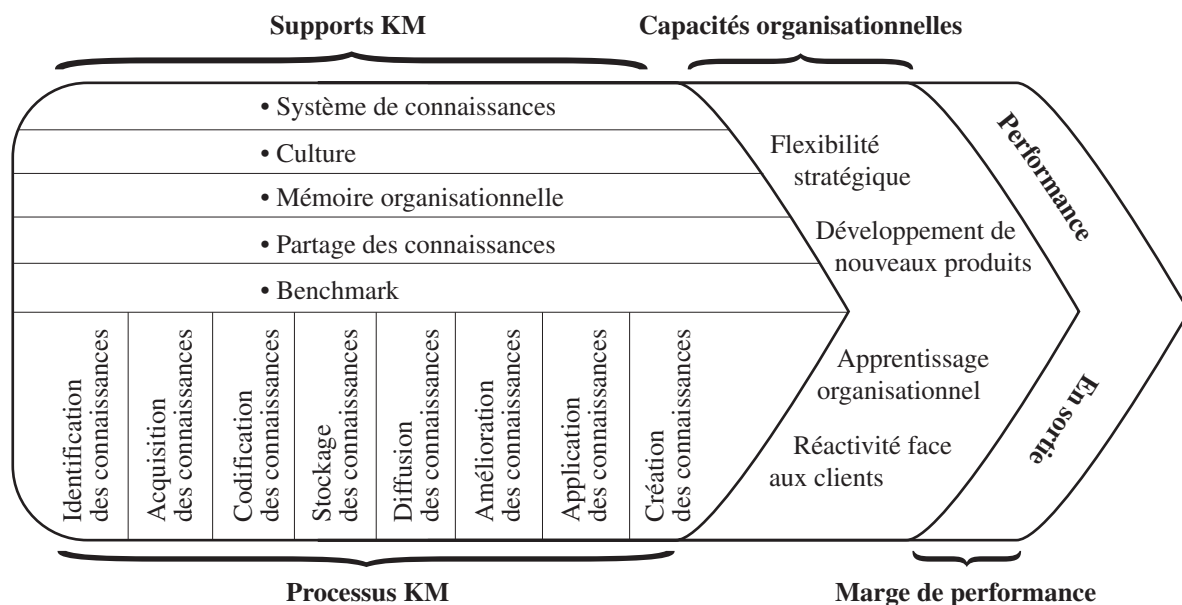 Supports KM
Capacités organisationnelles
• Système de connaissances
• Culture
• Mémoire organisationnelle
• Partage des connaissances
• Benchmark
Identification
des connaissances
Acquisition
des connaissances
Codification
des connaissances
Stockage
des connaissances
Diffusion
des connaissances
Amélioration
des connaissances
Application
des connaissances
Création
des connaissances
Flexibilité
stratégique
Développement de
nouveaux produits
Apprentissage
organisationnel
Réactivité face
aux clients
Performance
En sortie
Processus KM
Marge de performance